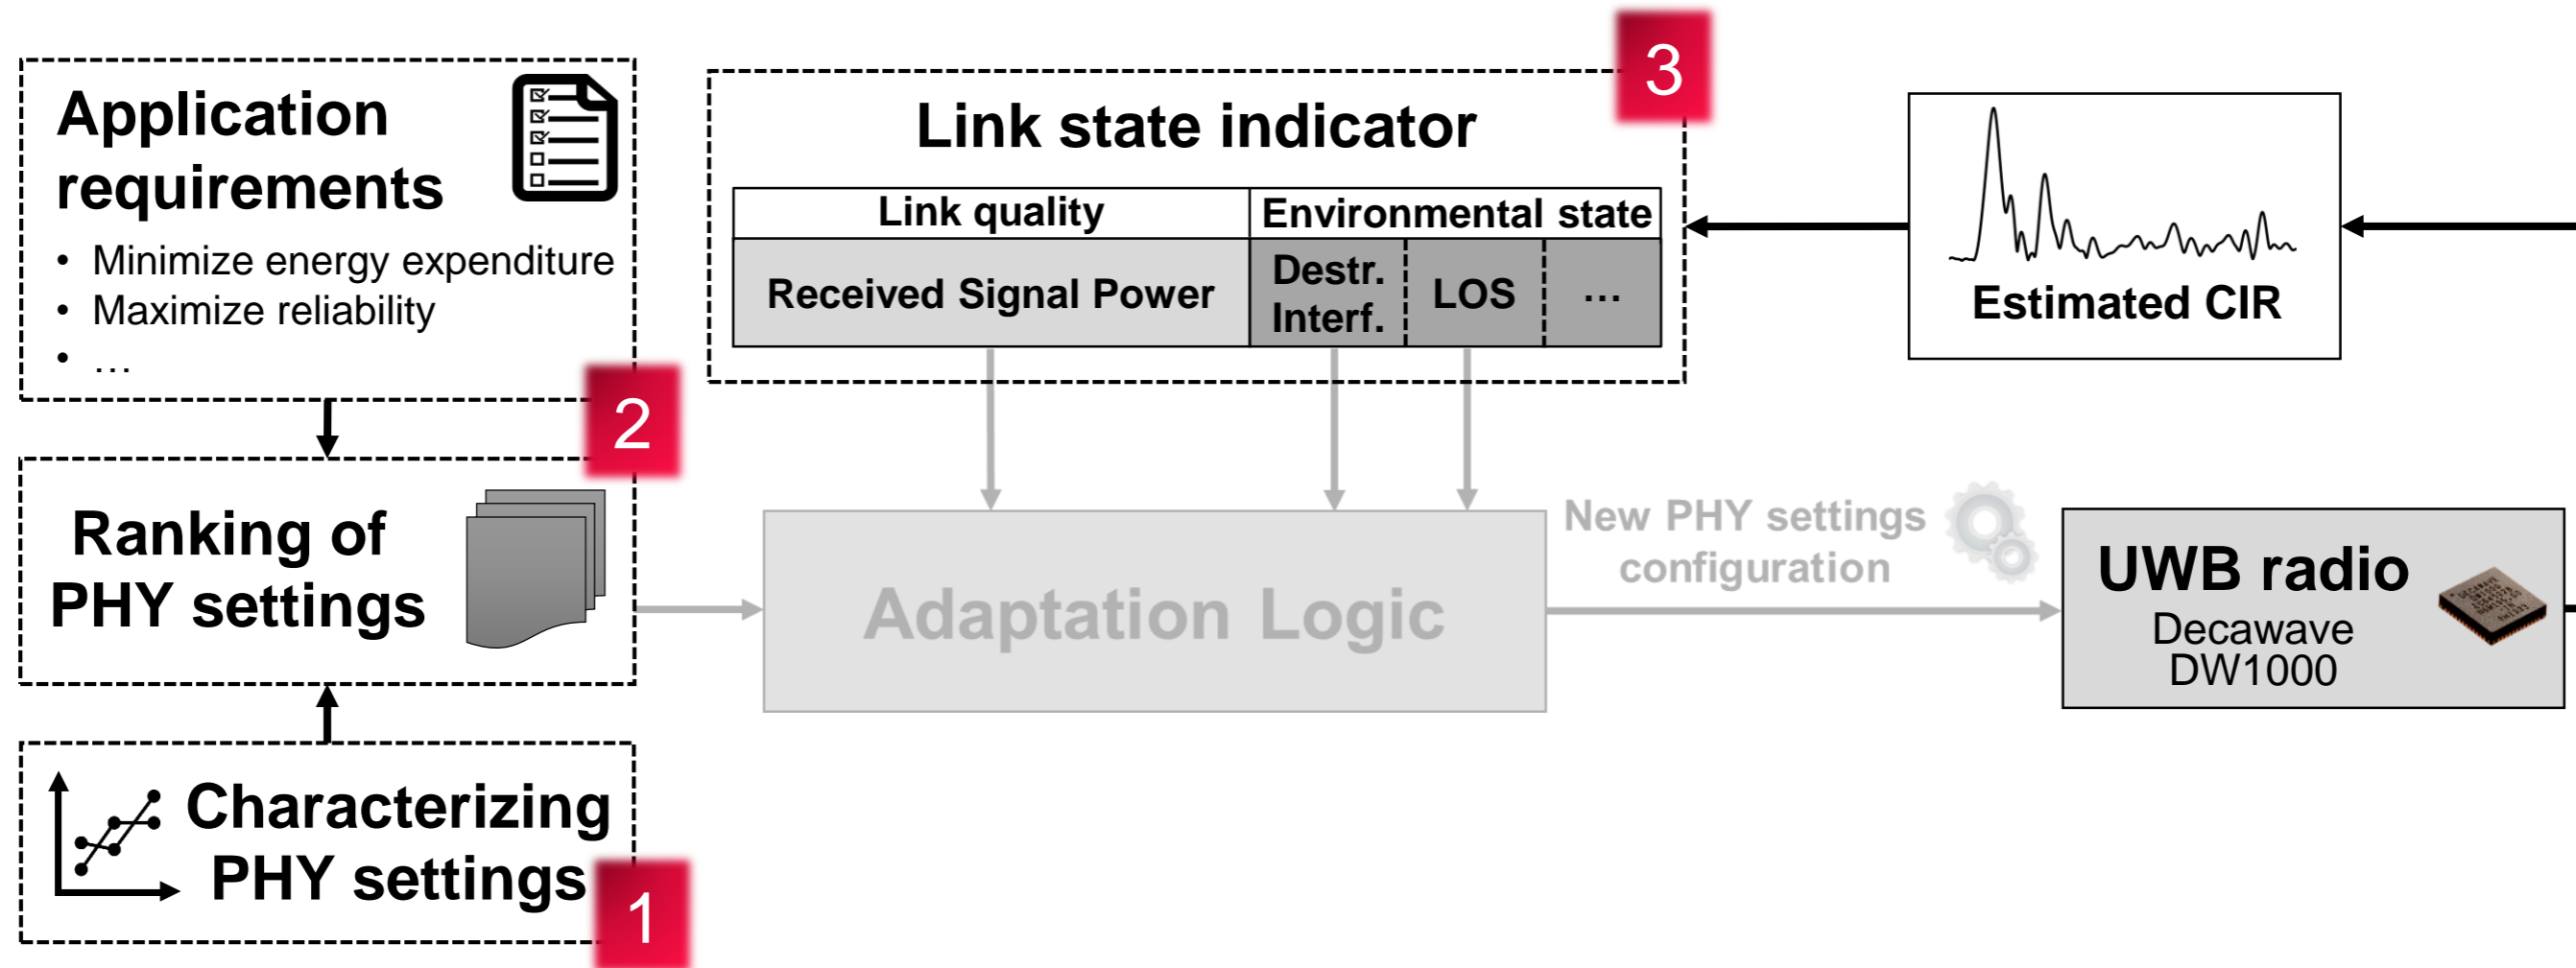 Application
requirements
• Minimize energy expenditure
• Maximize reliability
• ...
2
Ranking of
PHY settings
Characterizing
PHY settings
1
3
Link state indicator
Link quality
Environmental state
Received Signal Power
Destr.
Interf.
LOS
...
Adaptation Logic
New PHY settings
configuration
Estimated CIR
UWB radio
Decawave
DW1000